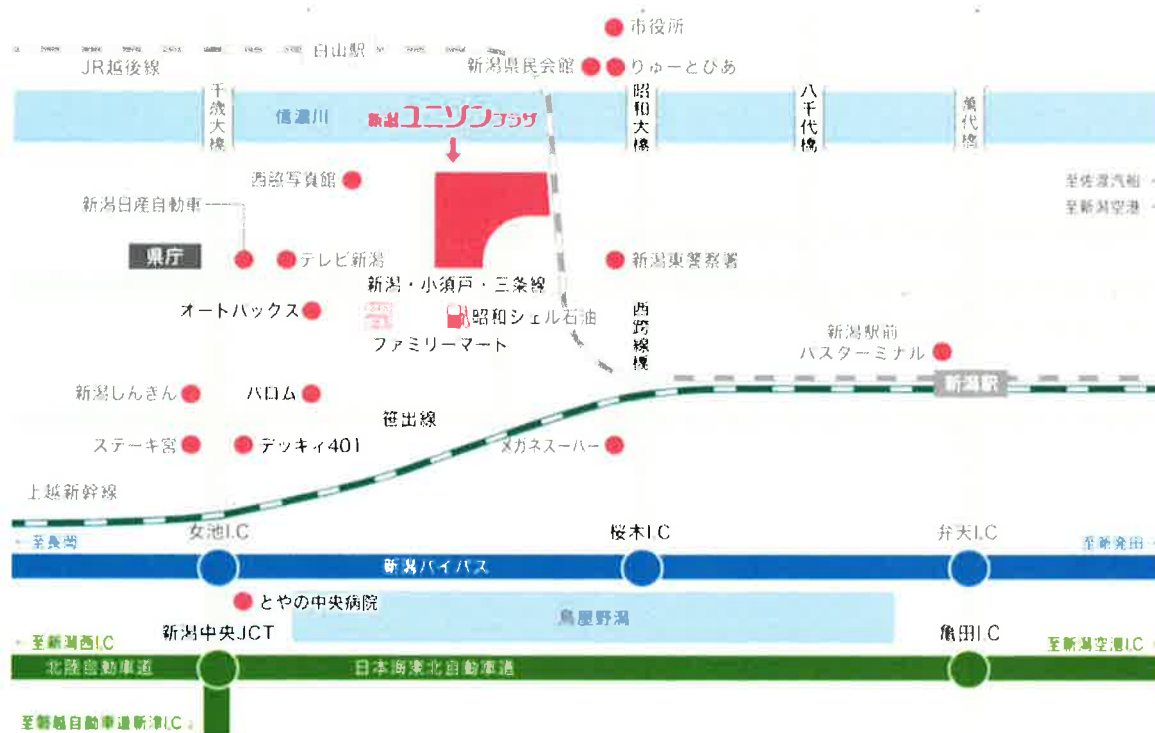 市役所
白山駅
JR越後線
新潟県民会館
りゅーとぴあ
千歳大橋
信濃川
新潟ユニゾンプラザ
昭和大橋
八千代橋
萬代橋
西脇写真館
至佐渡汽船
至新潟空港
新潟日産自動車
県庁
テレビ新潟
新潟東警察署
新潟・小須戸・三条線
オートバックス
昭和シェル石油
ファミリーマート
西跨線橋
新潟駅前
バスターミナル
新潟駅
新潟しんきん
バロム
笹出線
ステーキ宮
デッキィ401
メガネスーパー
上越新幹線
女池I.C
桜木I.C
弁天I.C
至長岡
新潟バイパス
至新発田
とやの中央病院
鳥屋野潟
新潟中央JCT
亀田I.C
至新潟西I.C
至新潟空港I.C
北陸自動車道
日本海東北自動車道
至磐越自動車道新津I.C